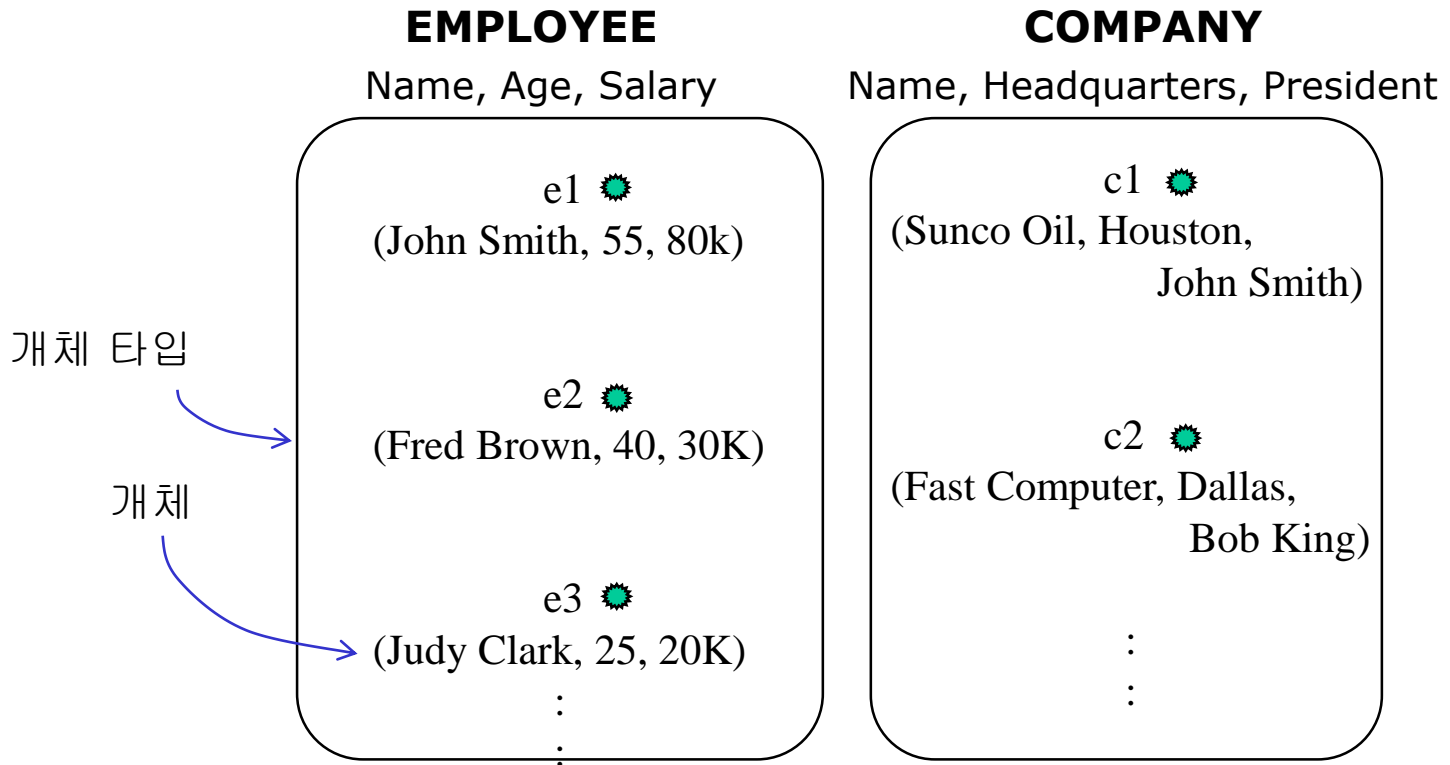 EMPLOYEE
Name, Age, Salary
e1
(John Smith, 55, 80k)
e2
(Fred Brown, 40, 30K)
e3
(Judy Clark, 25, 20K)
:
:
COMPANY
Name, Headquarters, President
c1
(Sunco Oil, Houston,
John Smith)
c2
(Fast Computer, Dallas,
Bob King)
:
:
개체 타입
개체